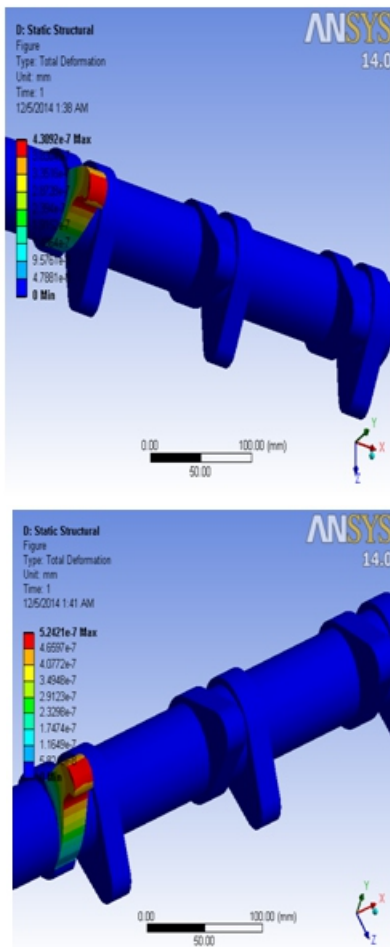 D: Static Structural
Figure
Type: Total Deformation
Unit: mm
Time: 1
12/5/2014 1:38 AM
ANSYS
14.0
4.3092e-7 Max
0 Min
0.00
100.00 (mm)
50.00
Y
X
Z
D: Static Structural
Figure
Type: Total Deformation
Unit: mm
Time: 1
12/5/2014 1:41 AM
ANSYS
14.0
5.2421e-7 Max
4.6597e-7
4.0772e-7
3.4948e-7
2.9123e-7
2.3298e-7
1.7474e-7
1.1649e-7
0.00
100.00 (mm)
50.00
Y
X
Z